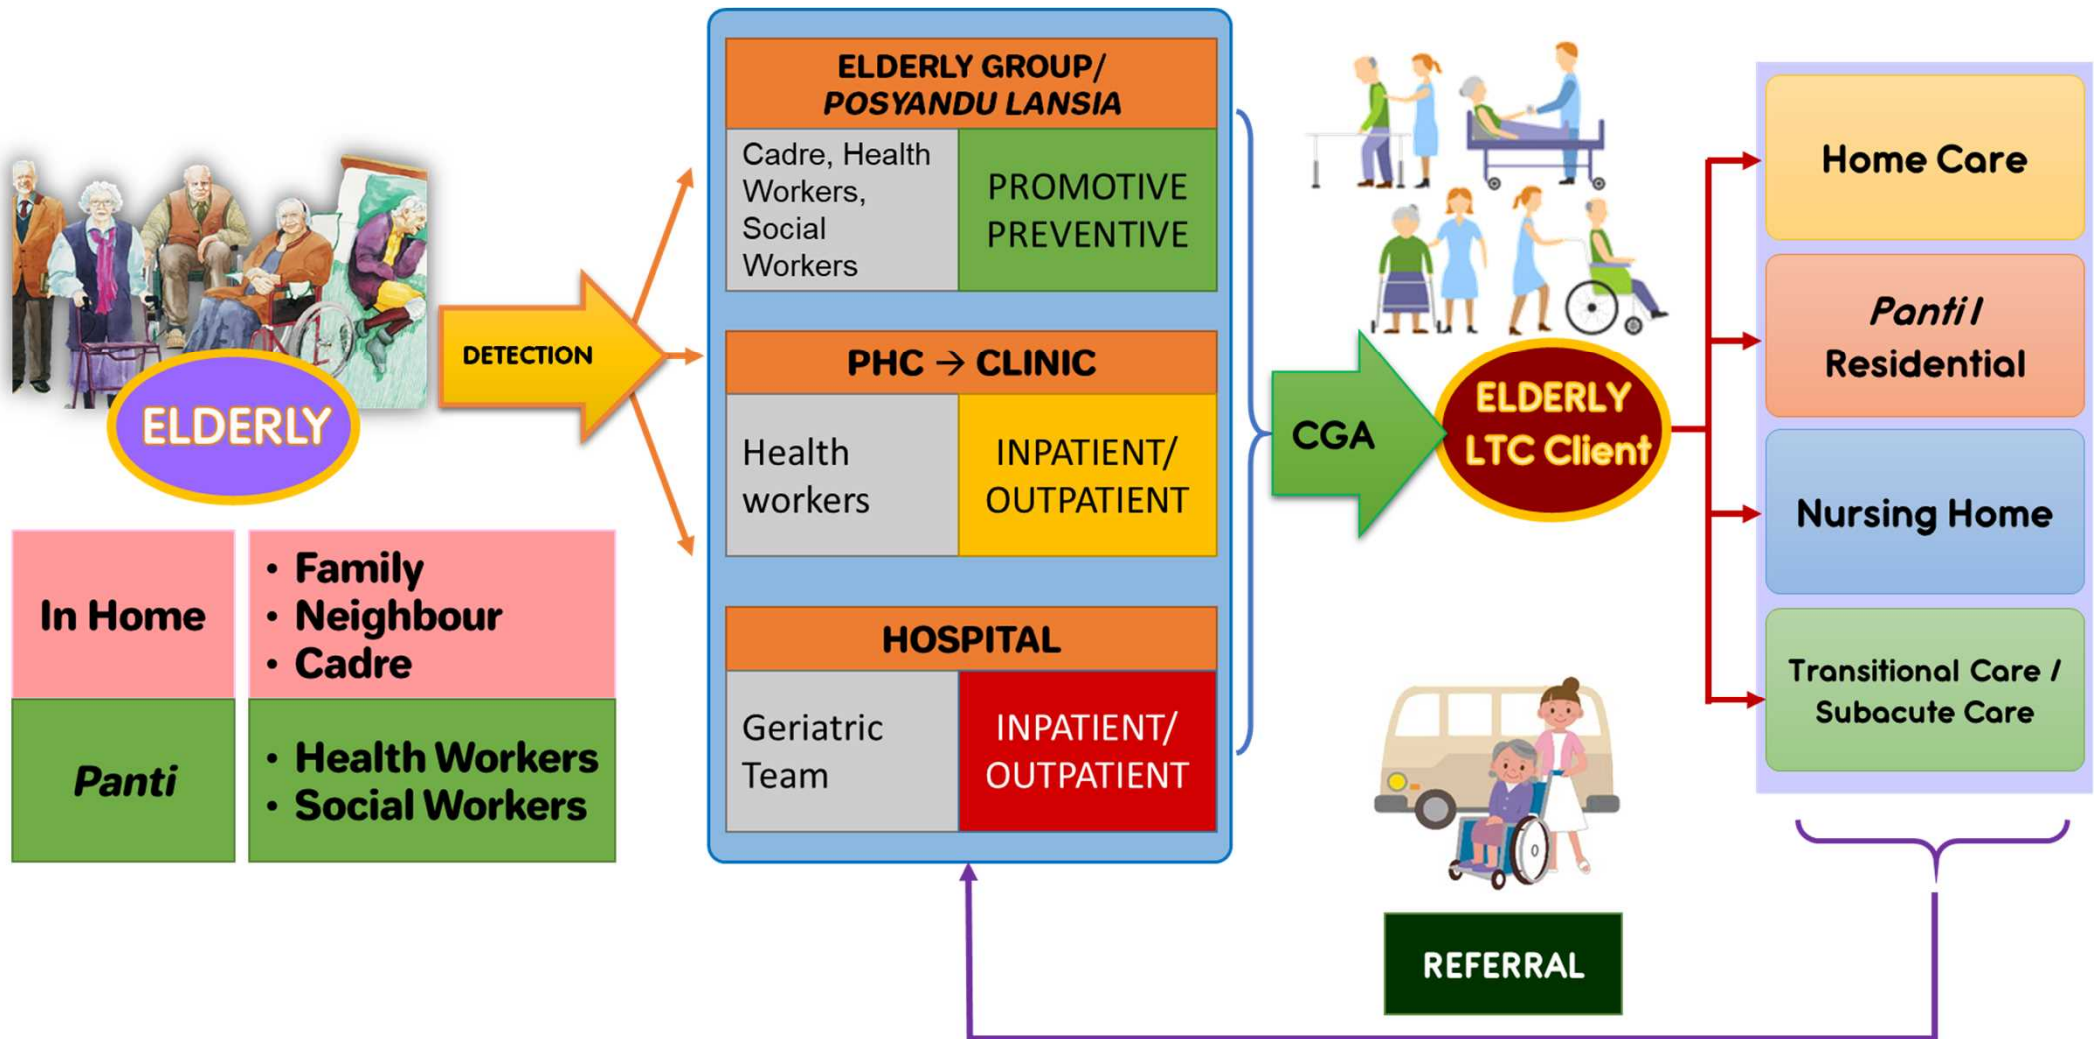 ELDERLY
In Home
• Family
• Neighbour
• Cadre
Panti
• Health Workers
• Social Workers
DETECTION
ELDERLY GROUP/
POSYANDU LANSIA
Cadre, Health
Workers,
Social
Workers
PROMOTIVE
PREVENTIVE
PHC → CLINIC
Health
workers
INPATIENT/
OUTPATIENT
HOSPITAL
Geriatric
Team
INPATIENT/
OUTPATIENT
CGA
ELDERLY
LTC Client
Home Care
Panti /
Residential
Nursing Home
Transitional Care /
Subacute Care
REFERRAL